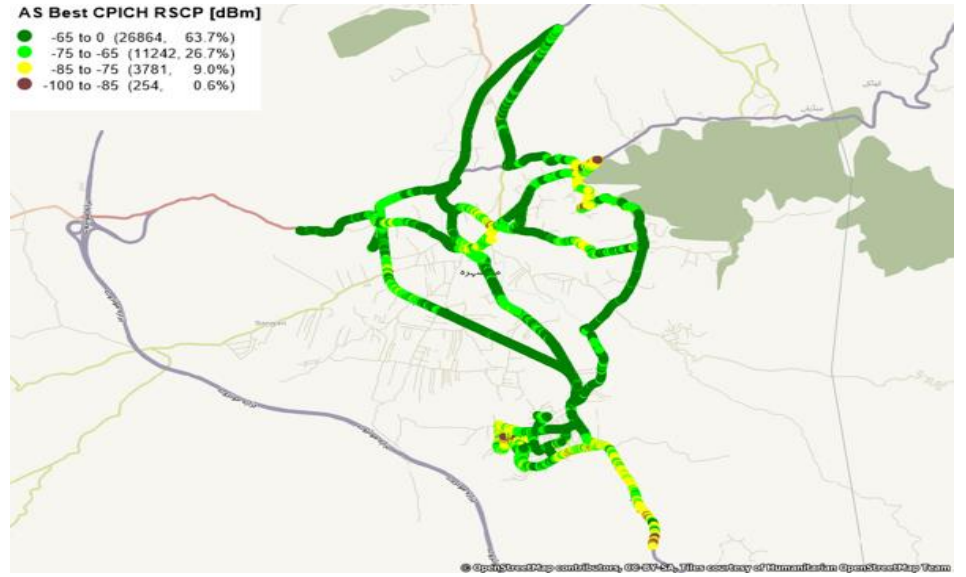 AS Best CPICH RSCP [dBm]
-65 to 0 (26864, 63.7%)
-75 to -65 (11242, 26.7%)
-85 to -75 (3781, 9.0%)
-100 to -85 (254, 0.6%)
© OpenStreetMap contributors, CC-BY-SA, Tiles courtesy of Humanitarian OpenStreetMap Team